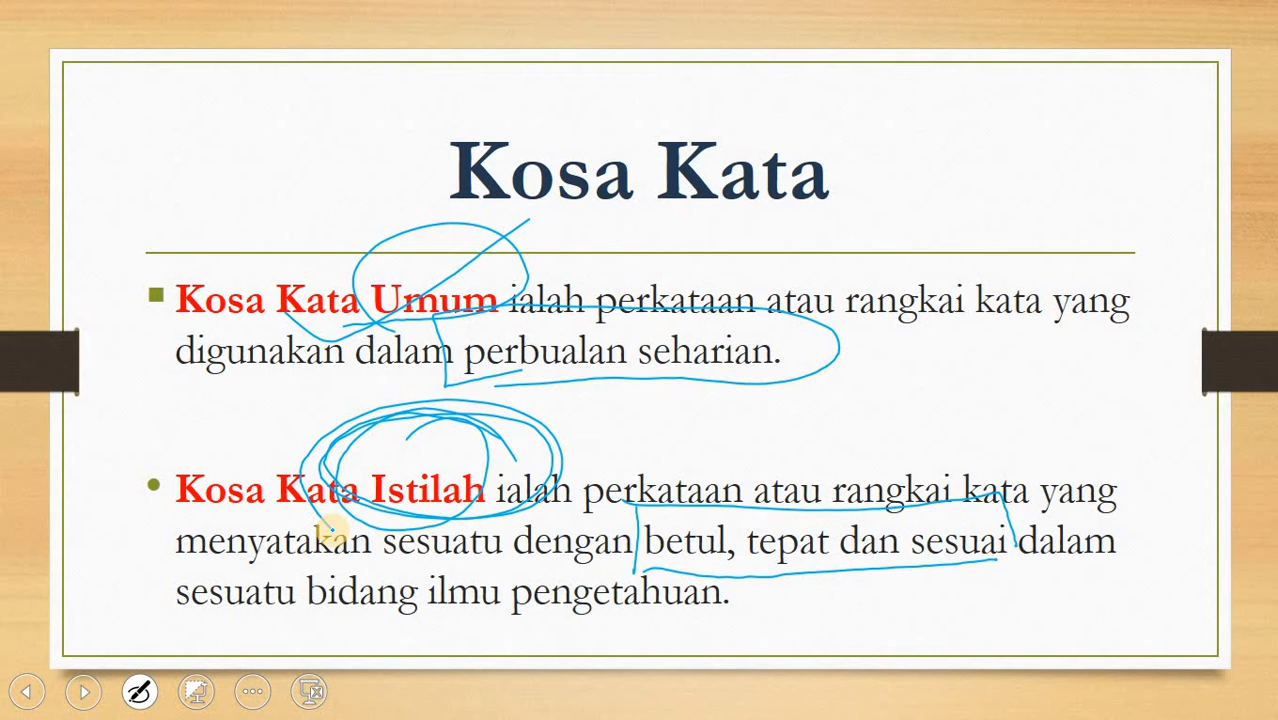 Kosa Kata
Kosa Kata Umum ialah perkataan atau rangkai kata yang
digunakan dalam perbualan seharian.
Kosa Kata Istilah ialah perkataan atau rangkai kata yang
menyatakan sesuatu dengan betul, tepat dan sesuai dalam
sesuatu bidang ilmu pengetahuan.